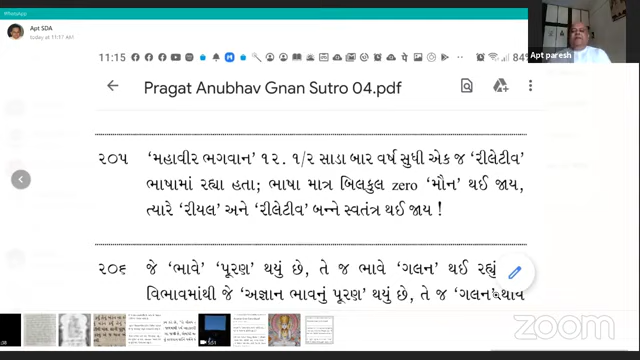 WhatsApp
Apt SDA
today at 11:17 AM
11:15
84%
Apt paresh
Pragat Anubhav Gnan Sutro 04.pdf
૨૦૫ ‘મહાવીર ભગવાન’ ૧૨. ૧/૨ સાડા બાર વર્ષ સુધી એક જ ‘રીલેટીવ’
ભાષામાં રહ્યા હતા; ભાષા માત્ર બિલકુલ zero ‘મૌન’ થઈ જાય,
ત્યારે ‘રીયલ’ અને ‘રીલેટીવ’ બન્ને સ્વતંત્ર થઈ જાય !
૨૦૬ જે ‘ભાવે’ ‘પૂરણ’ થયું છે, તે જ ભાવે ‘ગલન’ થઈ રહ્યું
વિભાવમાંથી જે ‘અજ્ઞાન ભાવનું પૂરણ’ થયું છે, તે જ ‘ગલન’
zoom